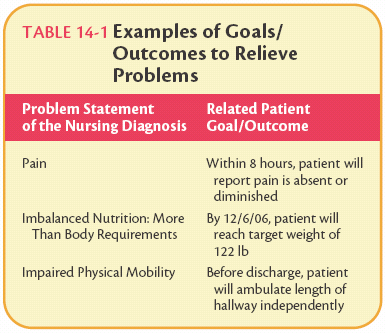 TABLE 14-1 Examples of Goals/
Outcomes to Relieve
Problems
Problem Statement
of the Nursing Diagnosis
Related Patient
Goal/Outcome
Pain
Within 8 hours, patient will
report pain is absent or
diminished
Imbalanced Nutrition: More
Than Body Requirements
By 12/6/06, patient will
reach target weight of
122 lb
Impaired Physical Mobility
Before discharge, patient
will ambulate length of
hallway independently